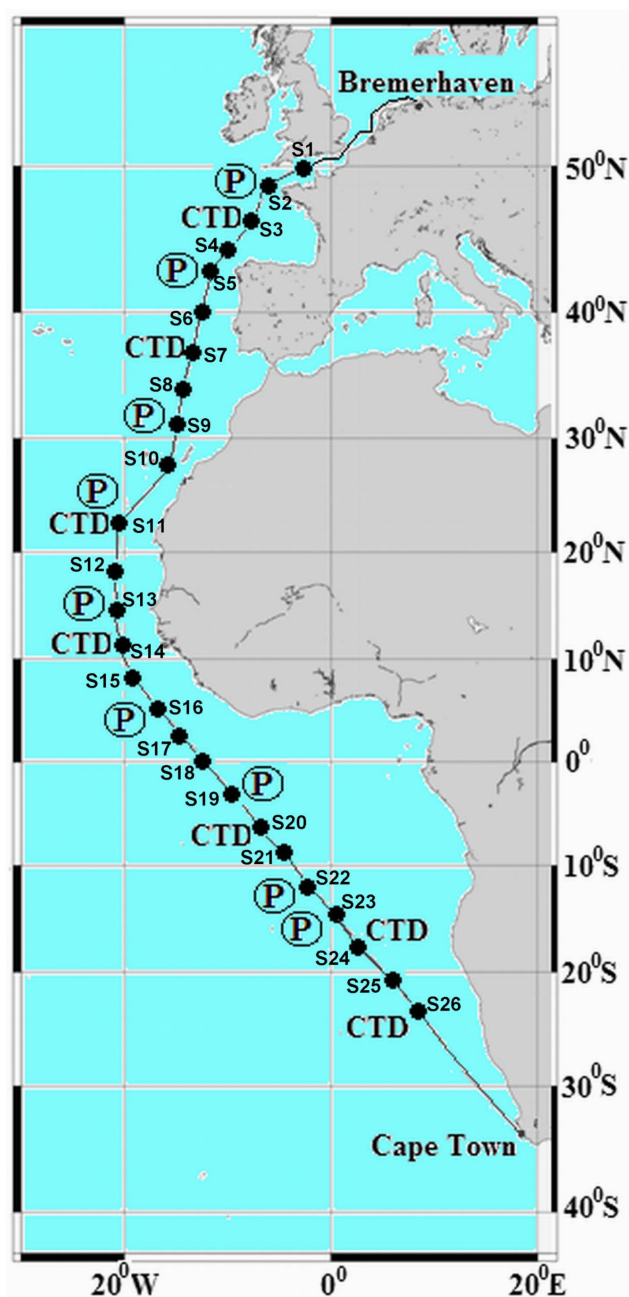 Bremerhaven
S1
50⁰N
P
S2
CTD
S3
S4
P
S5
S6
40⁰N
CTD
S7
S8
P
S9
30⁰N
S10
P
CTD
S11
20⁰N
S12
P
S13
CTD
S14
10⁰N
S15
S16
P
S17
S18
0⁰
P
S19
S20
CTD
S21
10⁰S
S22
P
S23
P
CTD
S24
20⁰S
S25
S26
CTD
30⁰S
Cape Town
40⁰S
20⁰W
0⁰
20⁰E